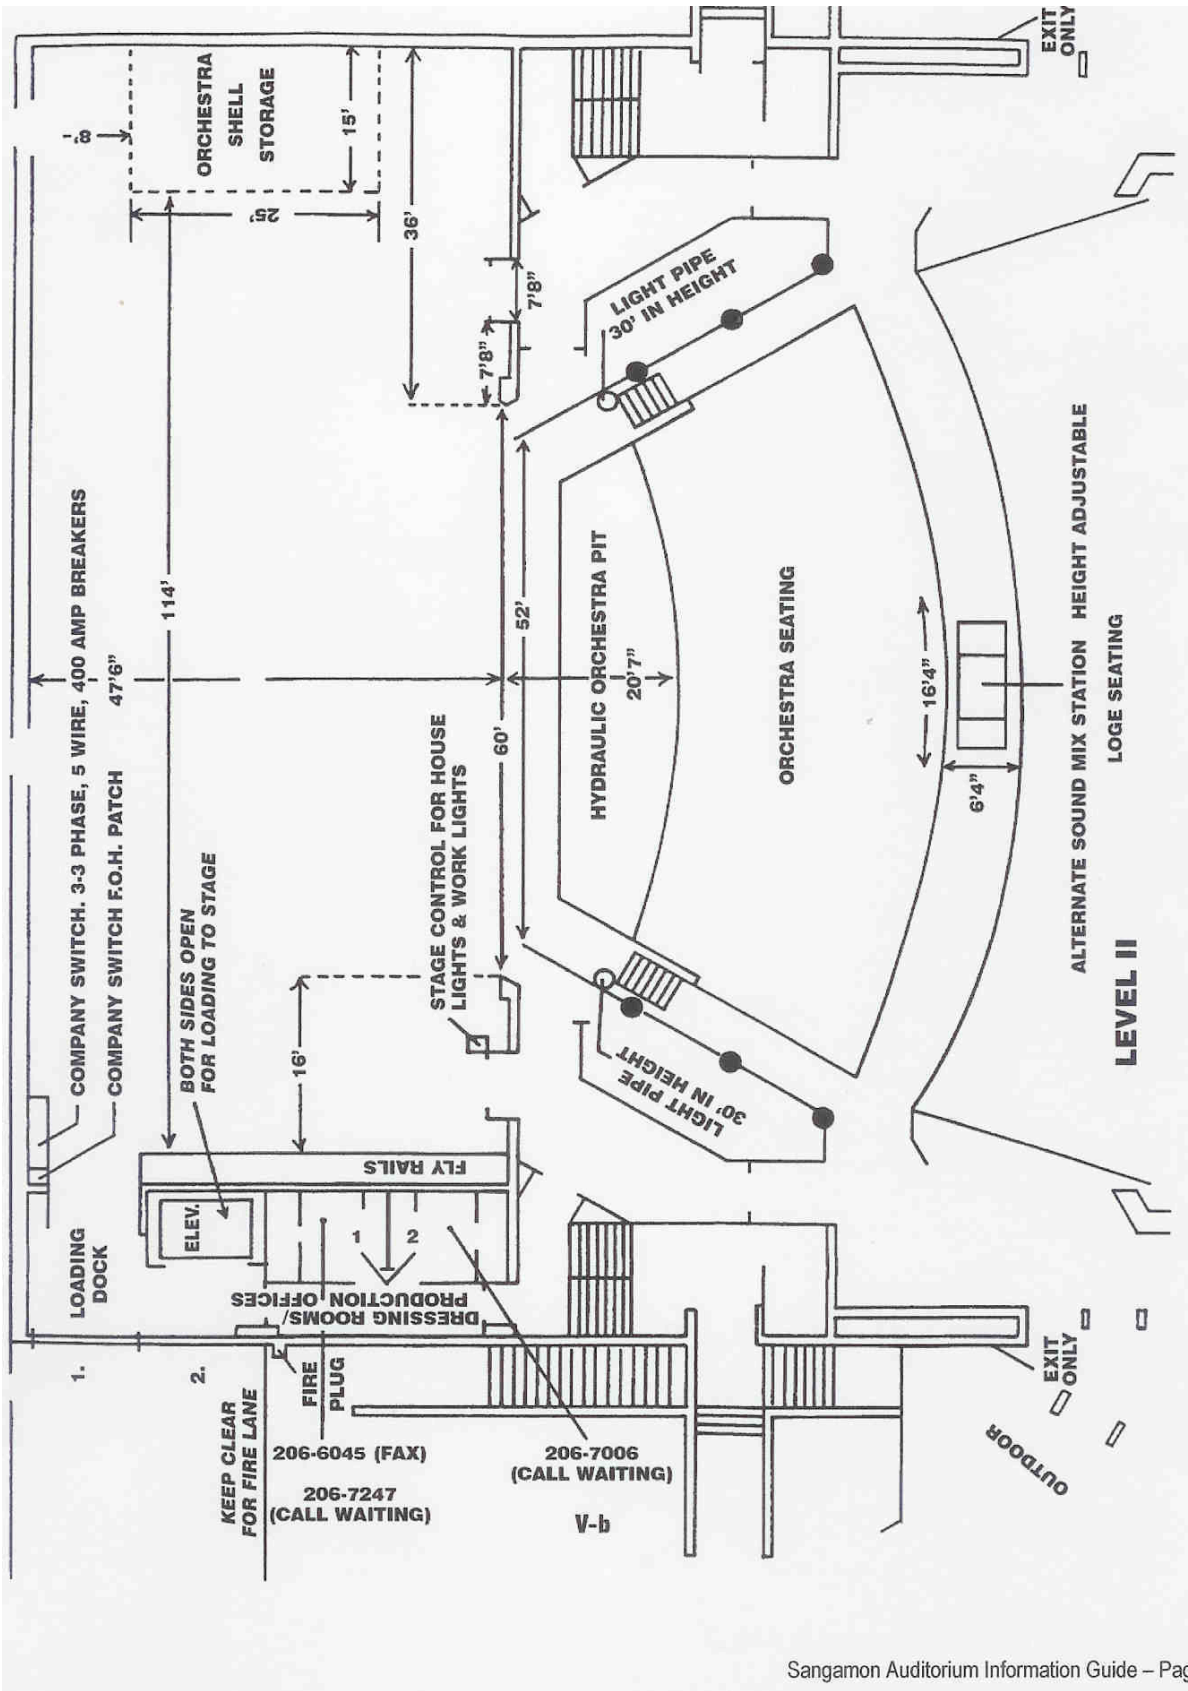 EXIT
ONLY
ORCHESTRA
SHELL
STORAGE
8'-
15'
25'
36'
7'8"
7'8"
LIGHT PIPE
30' IN HEIGHT
COMPANY SWITCH. 3-3 PHASE, 5 WIRE, 400 AMP BREAKERS
COMPANY SWITCH F.O.H. PATCH
47'6"
114'
BOTH SIDES OPEN
FOR LOADING TO STAGE
STAGE CONTROL FOR HOUSE
LIGHTS & WORK LIGHTS
60'
52'
HYDRAULIC ORCHESTRA PIT
20'7"
ORCHESTRA SEATING
16'4"
6'4"
ALTERNATE SOUND MIX STATION HEIGHT ADJUSTABLE
LOGE SEATING
LEVEL II
16'
LIGHT PIPE
30' IN HEIGHT
FLY RAILS
ELEV.
1
2
LOADING
DOCK
DRESSING ROOMS/
PRODUCTION OFFICES
1.
2.
FIRE
PLUG
KEEP CLEAR
FOR FIRE LANE
206-6045 (FAX)
206-7247
(CALL WAITING)
206-7006
(CALL WAITING)
V-b
EXIT
ONLY
OUTDOOR
Sangamon Auditorium Information Guide – Pag